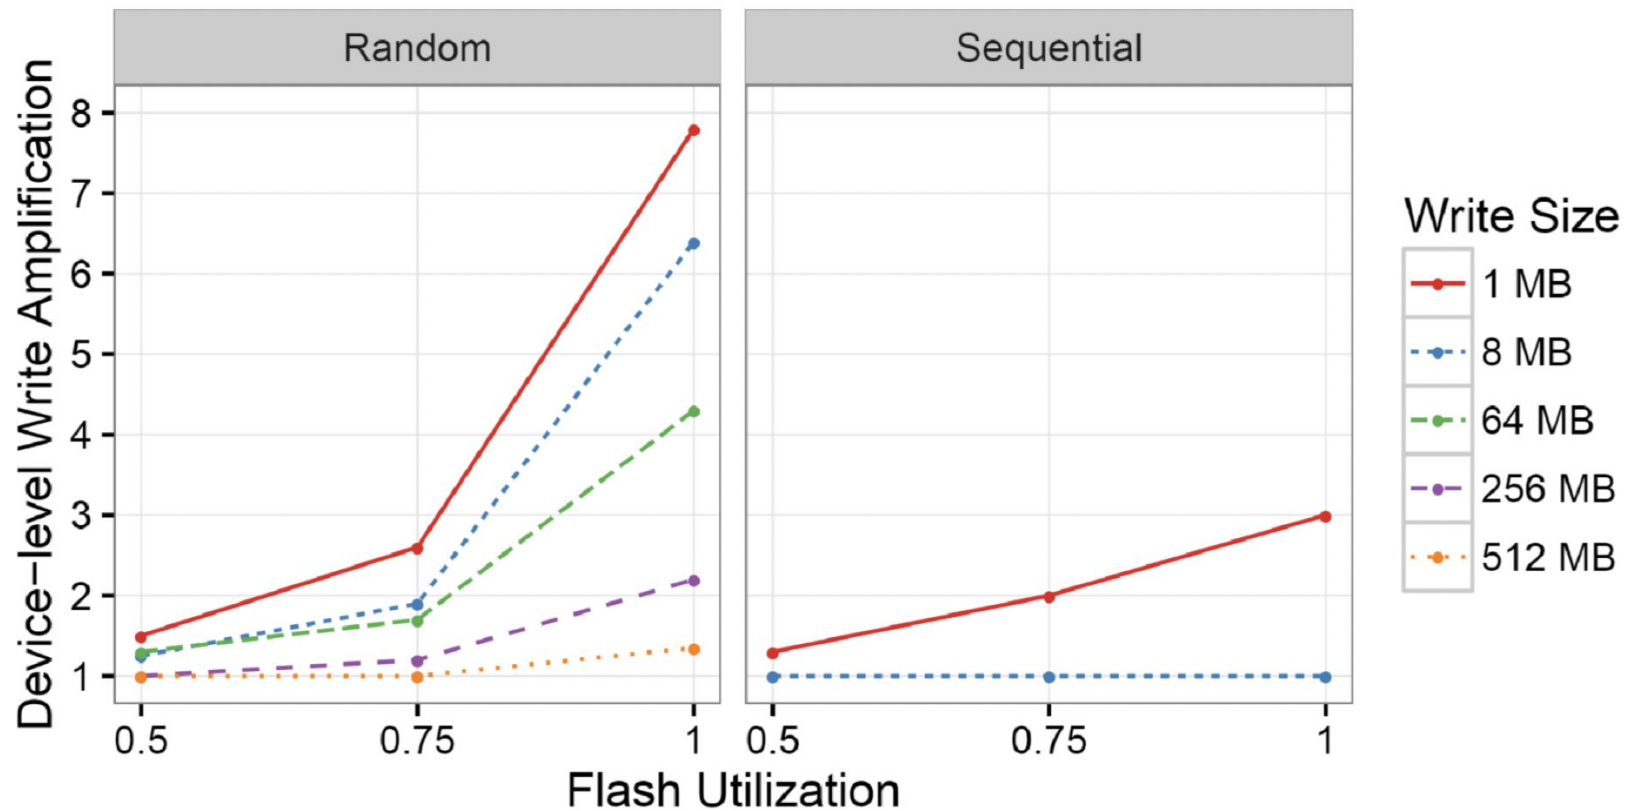 Random
Sequential
Device-level Write Amplification
8
7
6
5
4
3
2
1
0.5 0.75 1
0.5 0.75 1
Flash Utilization
Write Size
1 MB
8 MB
64 MB
256 MB
512 MB